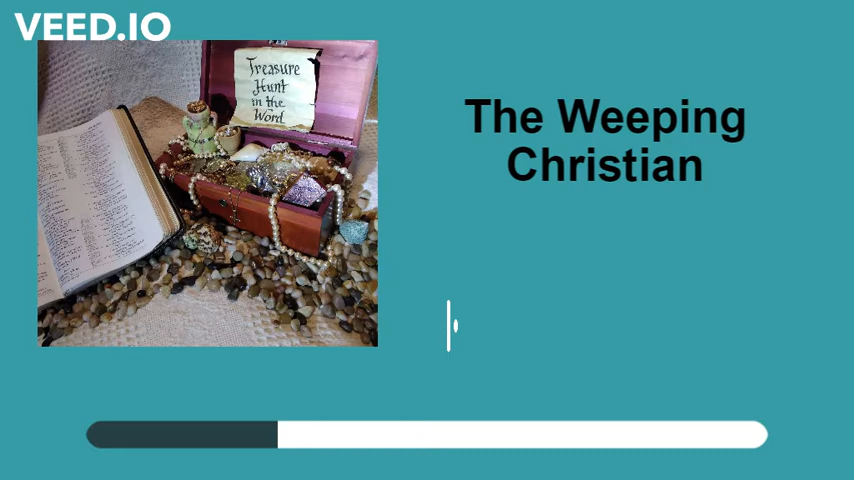 VEED.IO
Treasure
Hunt
in the
Word
The Weeping
Christian